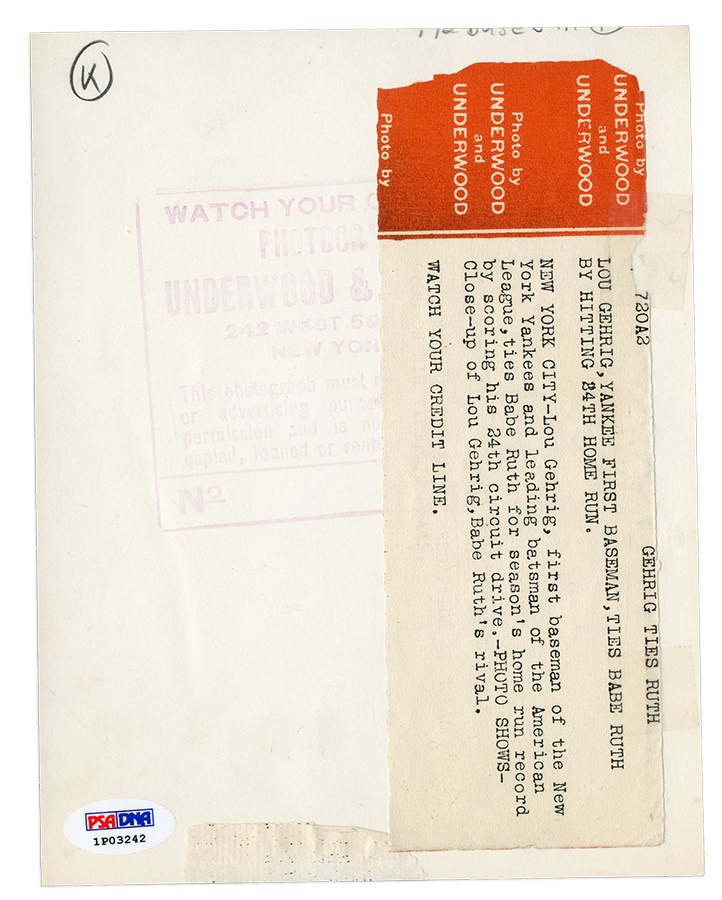 K
Photo by
UNDERWOOD
and
UNDERWOOD
Photo by
UNDERWOOD
and
UNDERWOOD
Photo by
720A2
GEHRIG TIES RUTH
LOU GEHRIG,YANKEE FIRST BASEMAN,TIES BABE RUTH
BY HITTING 24TH HOME RUN.
NEW YORK CITY-Lou Gehrig, first baseman of the New
York Yankees and leading batsman of the American
League,ties Babe Ruth for season's home run record
by scoring his 24th circuit drive.-PHOTO SHOWS-
Close-up of Lou Gehrig,Babe Ruth's rival.
WATCH YOUR CREDIT LINE.
WATCH YOUR
UNDERWOOD &
242 WEST
NEW
This photograph must
or advertising
permission and is
copied, loaned or
Nº
PSA DNA
1P03242